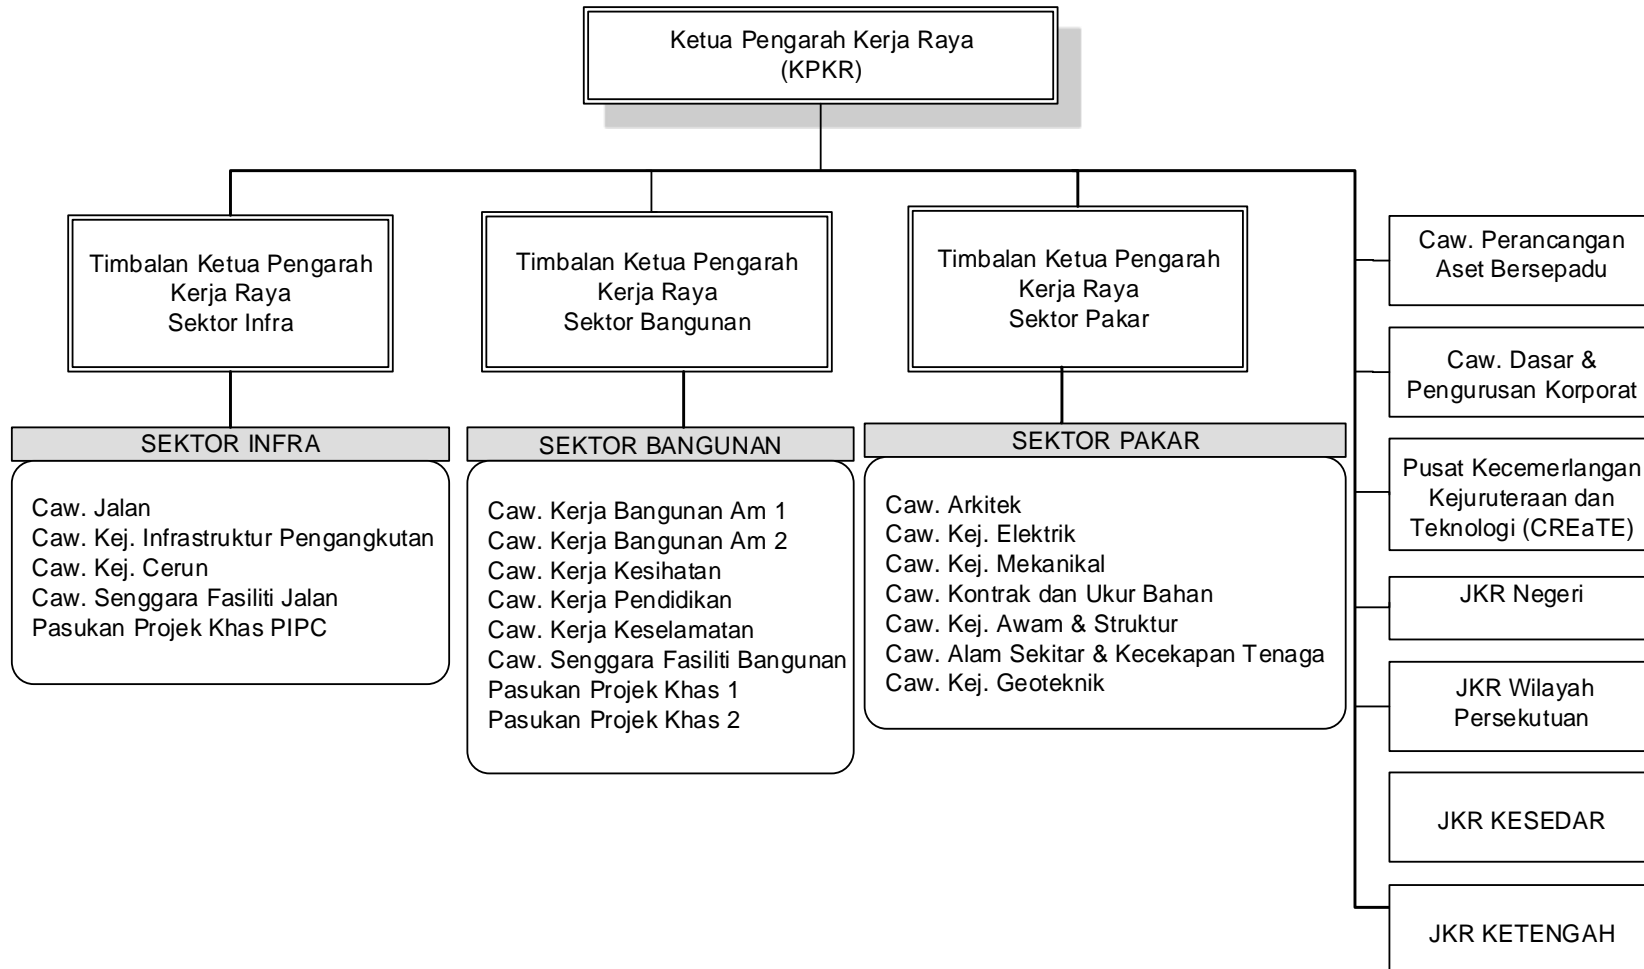 Ketua Pengarah Kerja Raya
(KPKR)
Timbalan Ketua Pengarah
Kerja Raya
Sektor Infra
Timbalan Ketua Pengarah
Kerja Raya
Sektor Bangunan
Timbalan Ketua Pengarah
Kerja Raya
Sektor Pakar
SEKTOR INFRA
Caw. Jalan
Caw. Kej. Infrastruktur Pengangkutan
Caw. Kej. Cerun
Caw. Senggara Fasiliti Jalan
Pasukan Projek Khas PIPC
SEKTOR BANGUNAN
Caw. Kerja Bangunan Am 1
Caw. Kerja Bangunan Am 2
Caw. Kerja Kesihatan
Caw. Kerja Pendidikan
Caw. Kerja Keselamatan
Caw. Senggara Fasiliti Bangunan
Pasukan Projek Khas 1
Pasukan Projek Khas 2
SEKTOR PAKAR
Caw. Arkitek
Caw. Kej. Elektrik
Caw. Kej. Mekanikal
Caw. Kontrak dan Ukur Bahan
Caw. Kej. Awam & Struktur
Caw. Alam Sekitar & Kecekapan Tenaga
Caw. Kej. Geoteknik
Caw. Perancangan
Aset Bersepadu
Caw. Dasar &
Pengurusan Korporat
Pusat Kecemerlangan
Kejuruteraan dan
Teknologi (CREaTE)
JKR Negeri
JKR Wilayah
Persekutuan
JKR KESEDAR
JKR KETENGAH